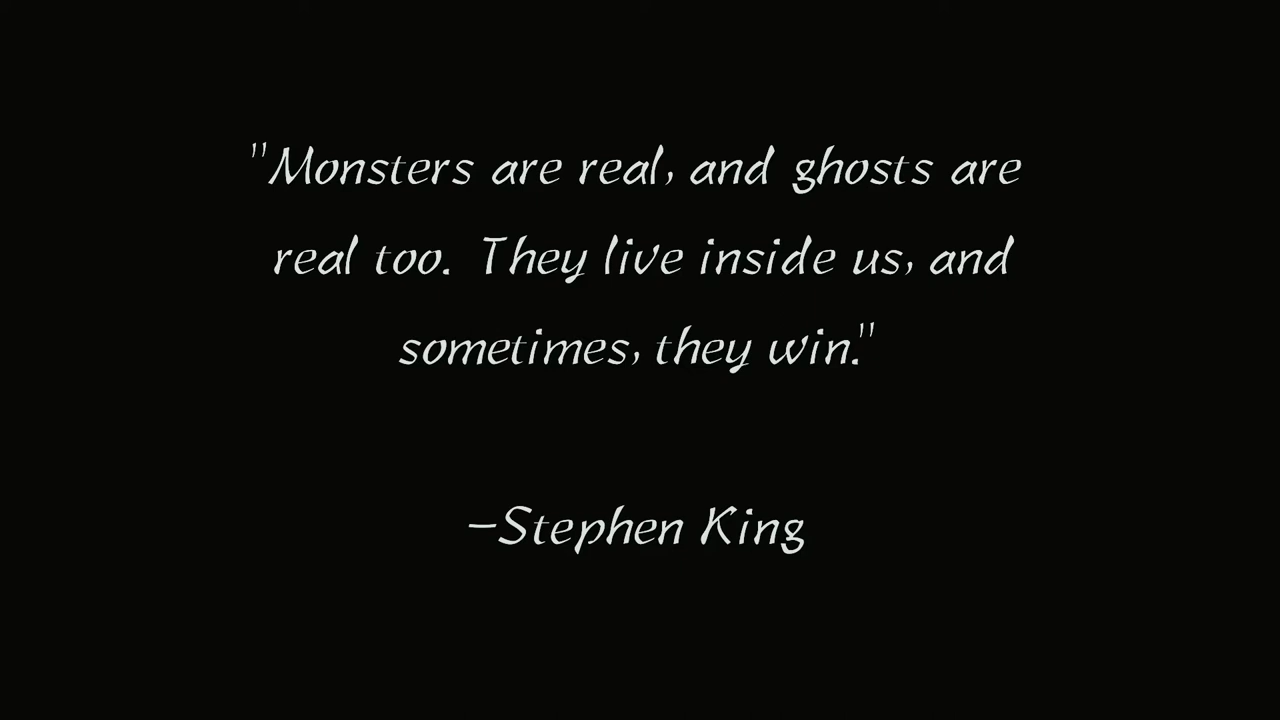 "Monsters are real, and ghosts are
real too. They live inside us, and
sometimes, they win."
-Stephen King